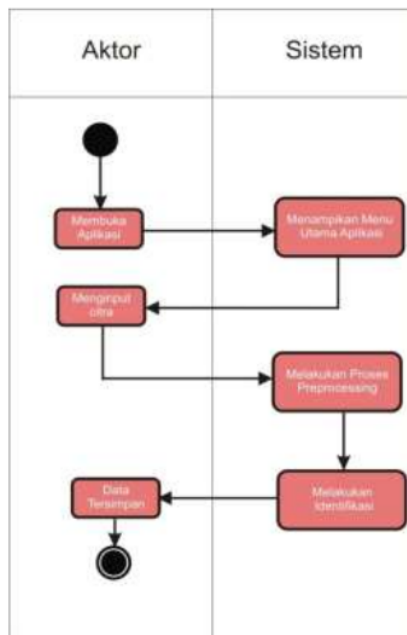 Aktor
Sistem
Membuka
Aplikasi
Menampikan Menu
Utama Aplikasi
Menginput
citra
Melakukan Proses
Preprocessing
Data
Tersimpan
Melakukan
Identifikasi